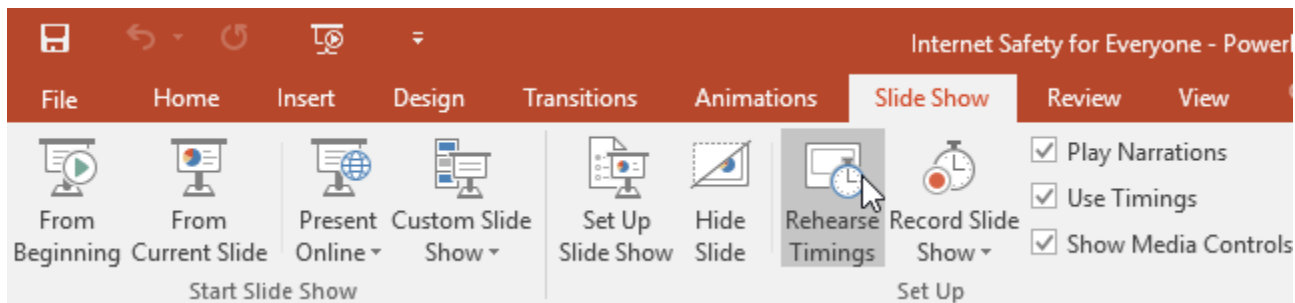 Internet Safety for Everyone - Power
File Home Insert Design Transitions Animations Slide Show Review View
From Beginning
From Current Slide
Present Online
Custom Slide Show
Set Up Slide Show
Hide Slide
Rehearse Timings
Record Slide Show
Play Narrations
Use Timings
Show Media Controls
Start Slide Show
Set Up